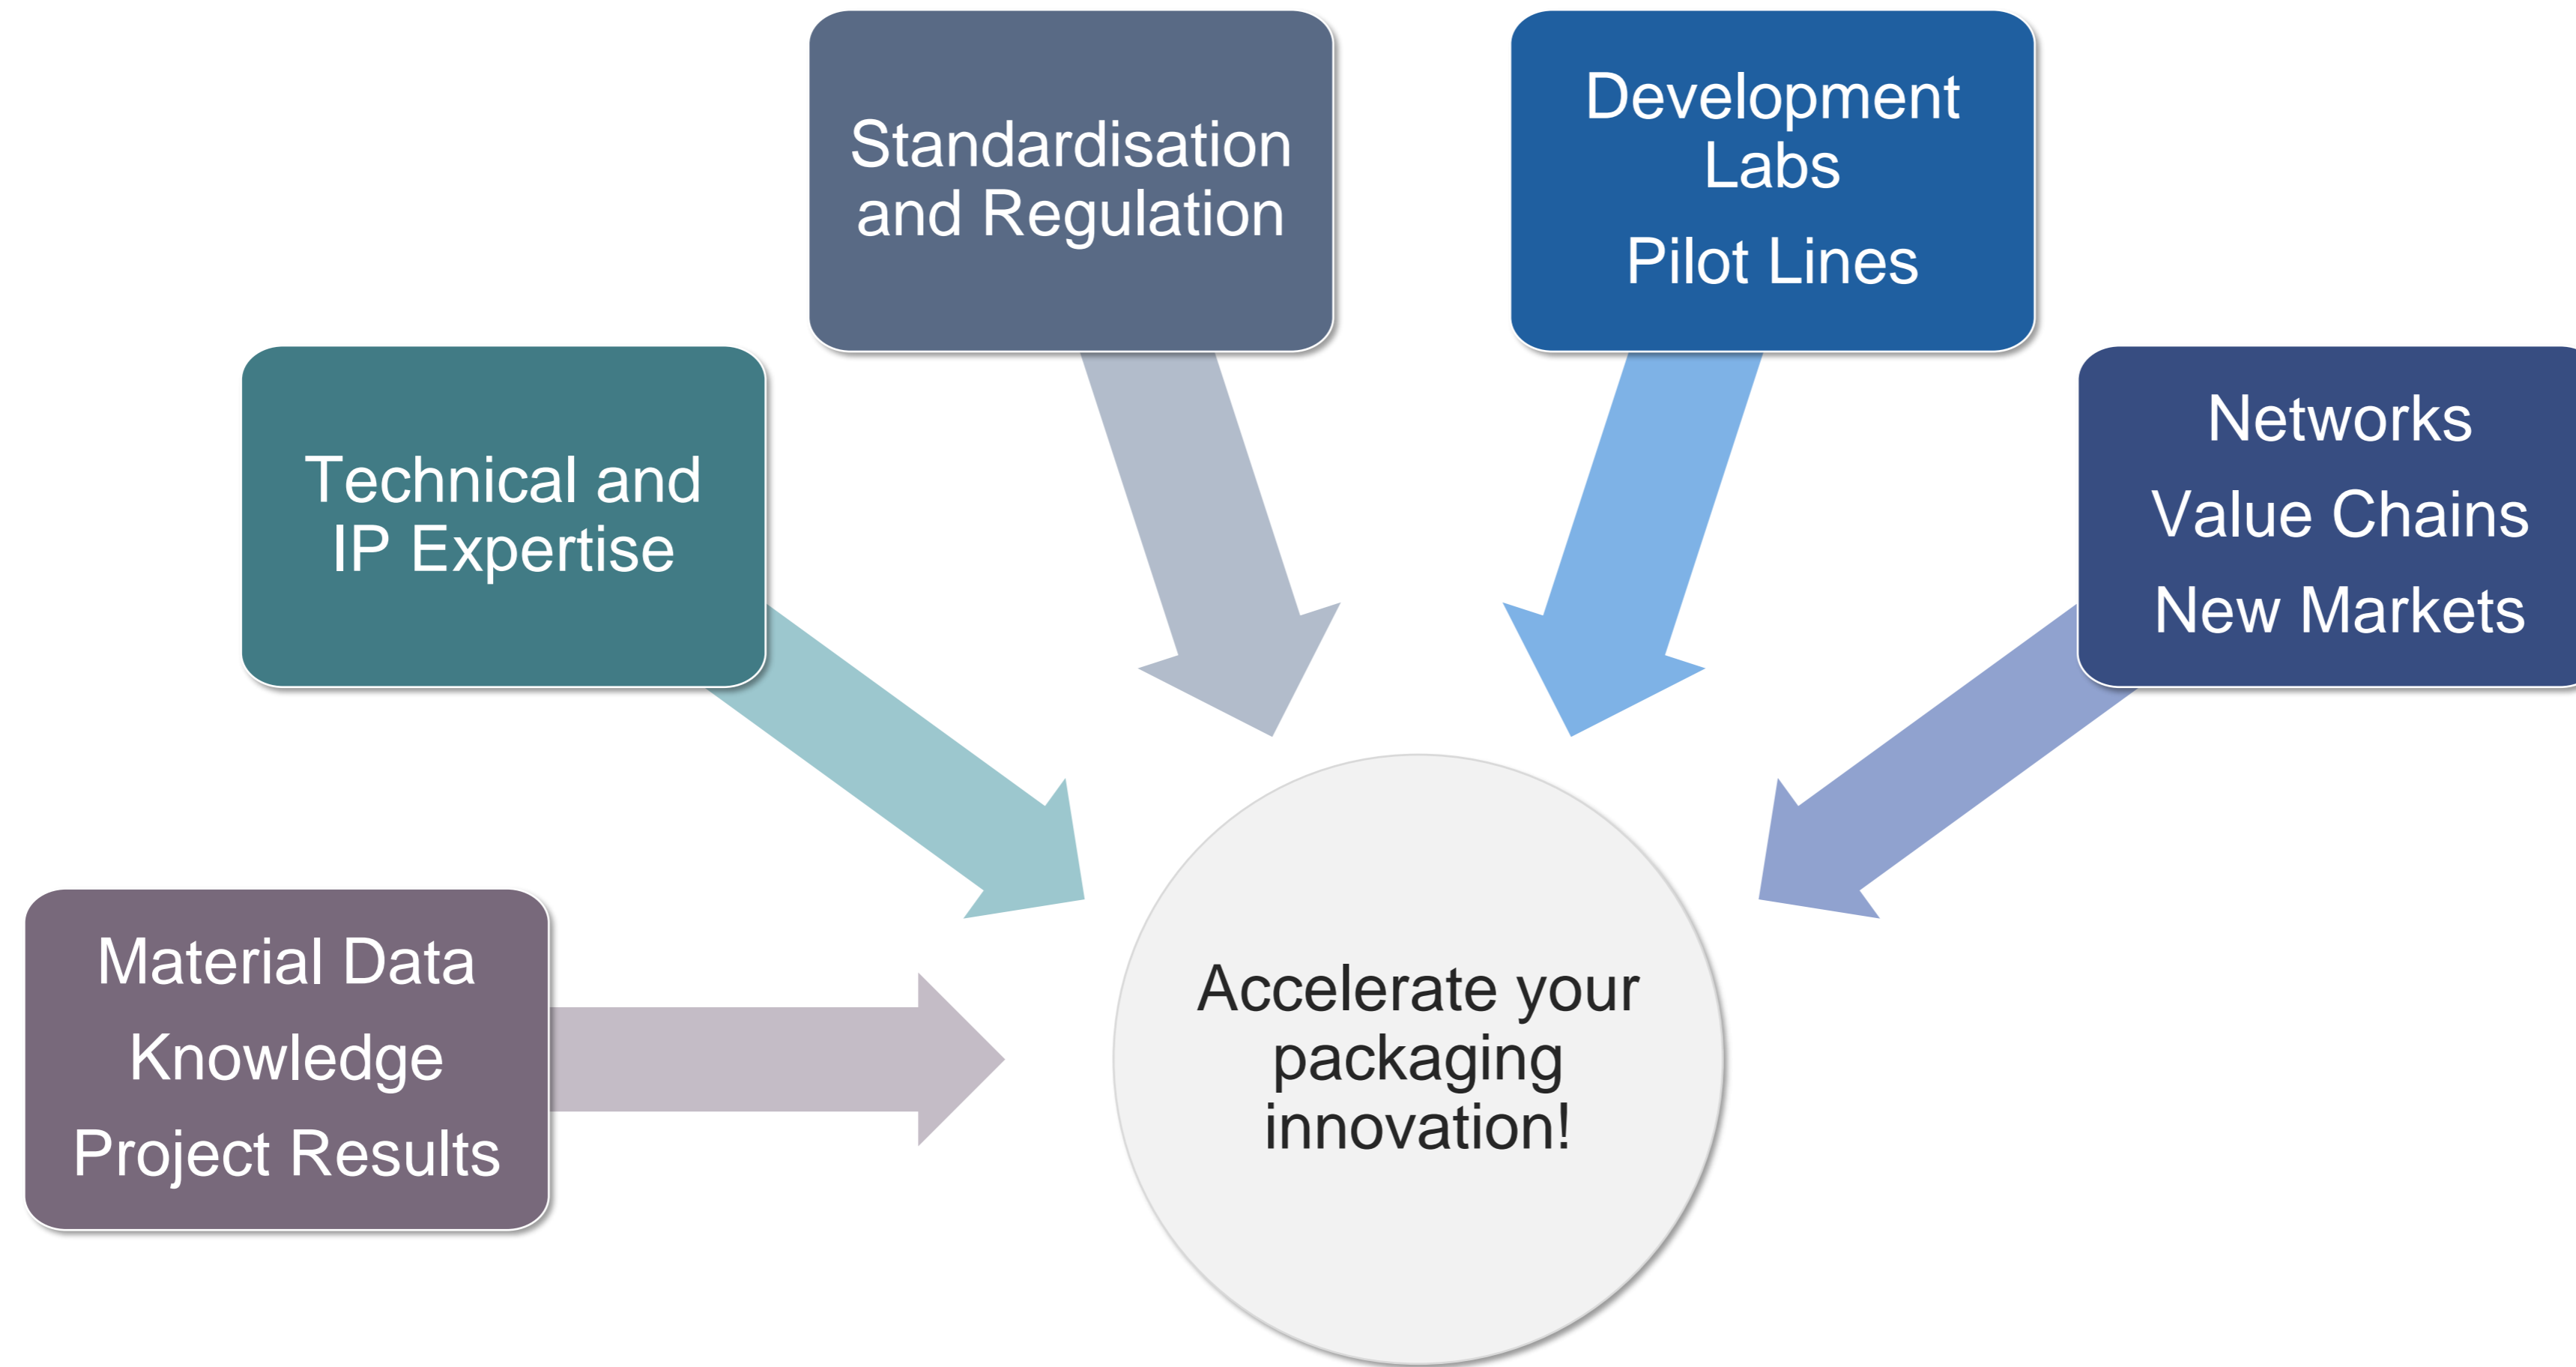 Standardisation
and Regulation
Development
Labs
Pilot Lines
Technical and
IP Expertise
Networks
Value Chains
New Markets
Material Data
Knowledge
Project Results
Accelerate your
packaging
innovation!